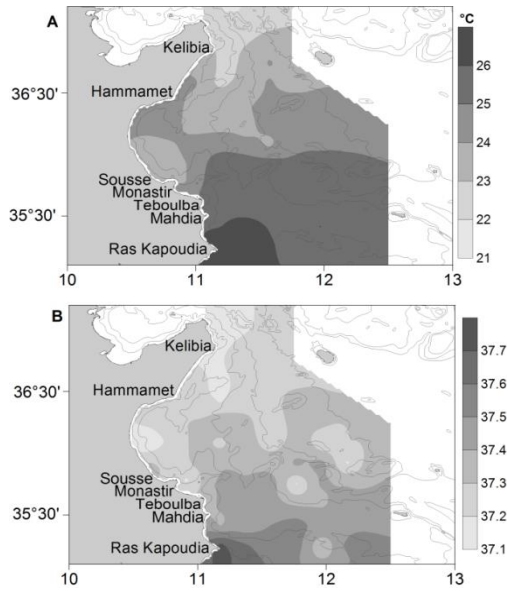 A
°C
Kelibia
26
36°30'
Hammamet
25
24
23
Sousse
Monastir
Teboulba
22
35°30'
Mahdia
Ras Kapoudia
21
10
11
12
13
B
Kelibia
37.7
36°30'
Hammamet
37.6
37.5
37.4
Sousse
Monastir
37.3
Teboulba
35°30'
Mahdia
37.2
Ras Kapoudia
37.1
10
11
12
13